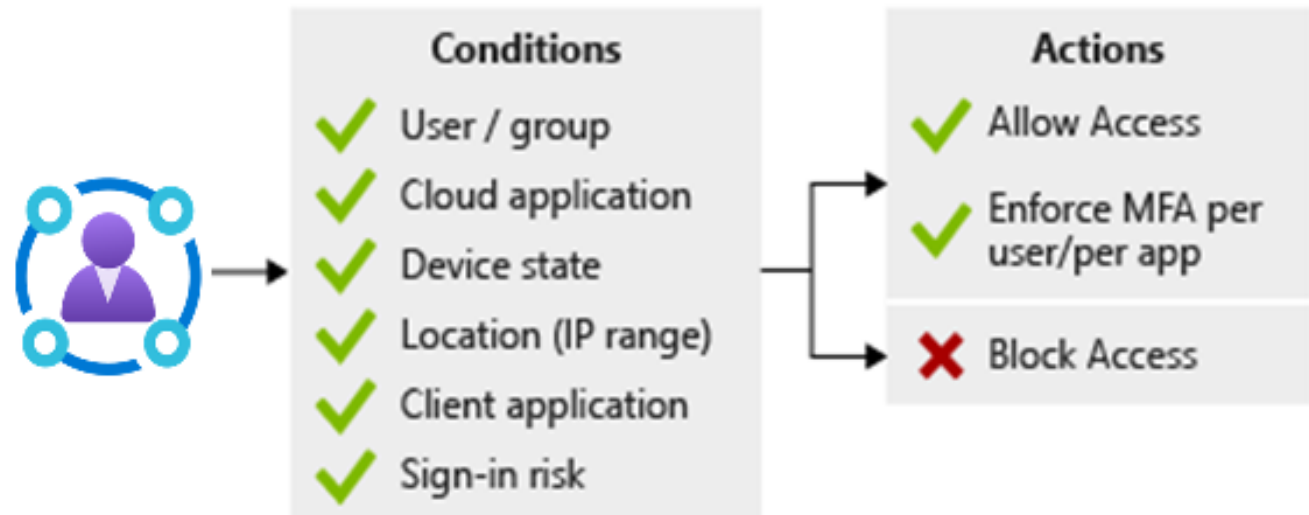 Conditions
User / group
Cloud application
Device state
Location (IP range)
Client application
Sign-in risk
Actions
Allow Access
Enforce MFA per
user/per app
Block Access